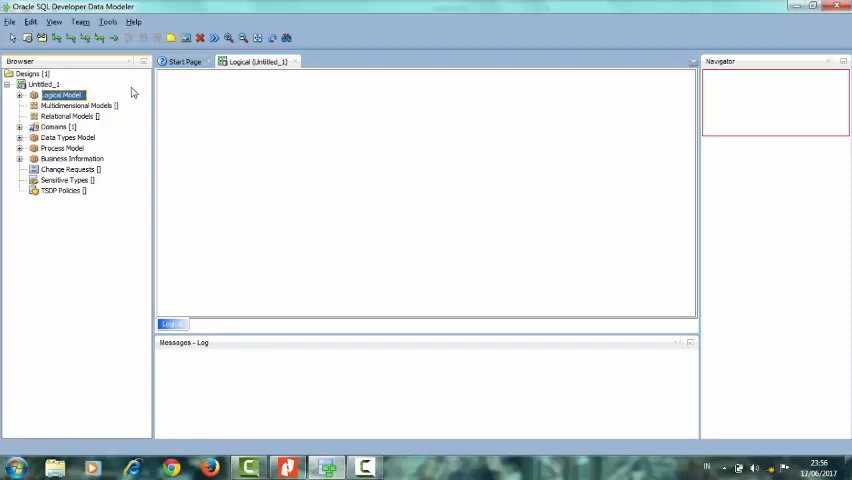 Oracle SQL Developer Data Modeler
File Edit View Team Tools Help
Browser
Designs [1]
Untitled_1
Logical Model
Multidimensional Models []
Relational Models []
Domains [1]
Data Types Model
Process Model
Business Information
Change Requests []
Sensitive Types []
TSDP Policies []
Start Page
Logical (Untitled_1)
Logical
Messages - Log
Navigator
IN
23:56
17/06/2017